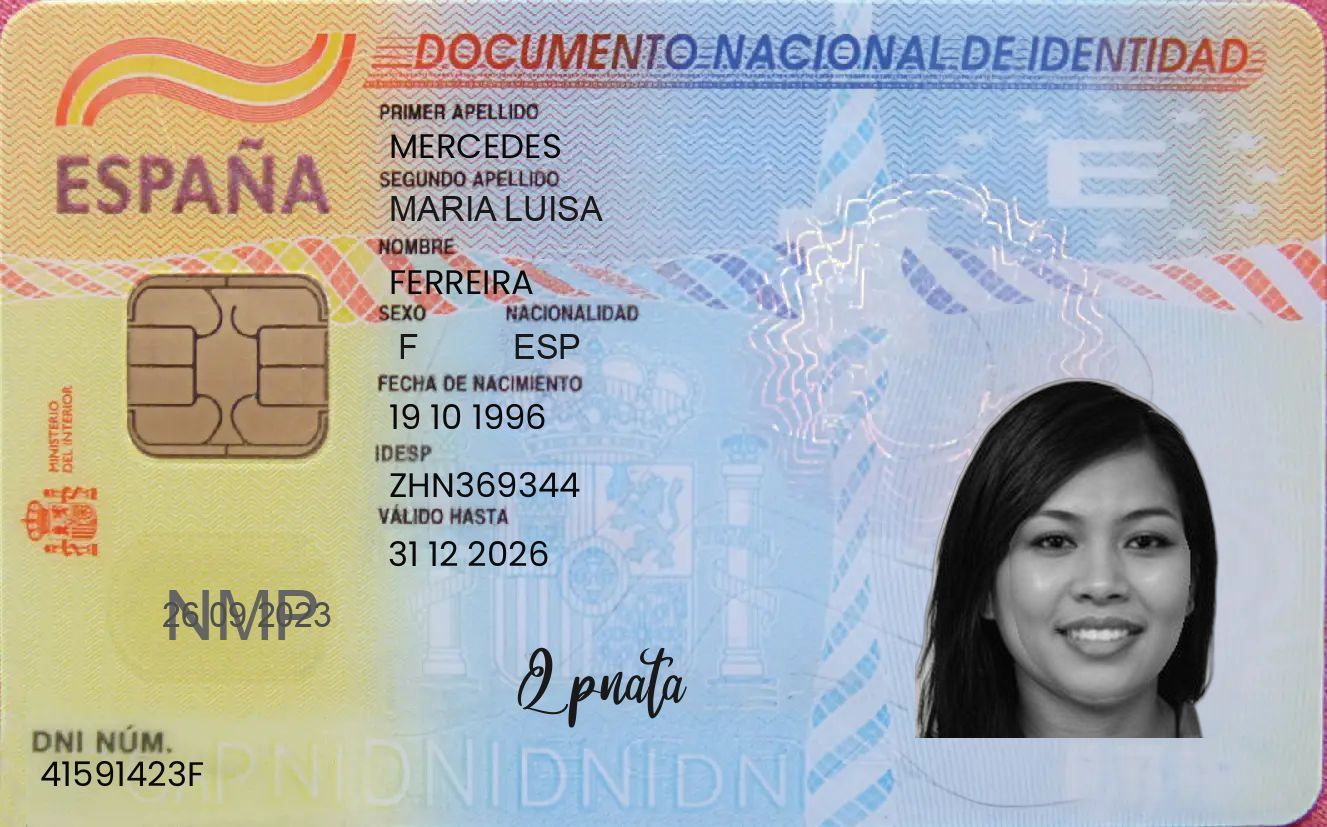 DOCUMENTO NACIONAL DE IDENTIDAD
ESPAÑA
PRIMER APELLIDO
MERCEDES
SEGUNDO APELLIDO
MARIA LUISA
NOMBRE
FERREIRA
SEXO NACIONALIDAD
F ESP
FECHA DE NACIMIENTO
19 10 1996
IDESP
ZHN369344
VÁLIDO HASTA
31 12 2026
MINISTERIO
DEL INTERIOR
E
NMP
26 09 2023
DNI NÚM.
41591423F